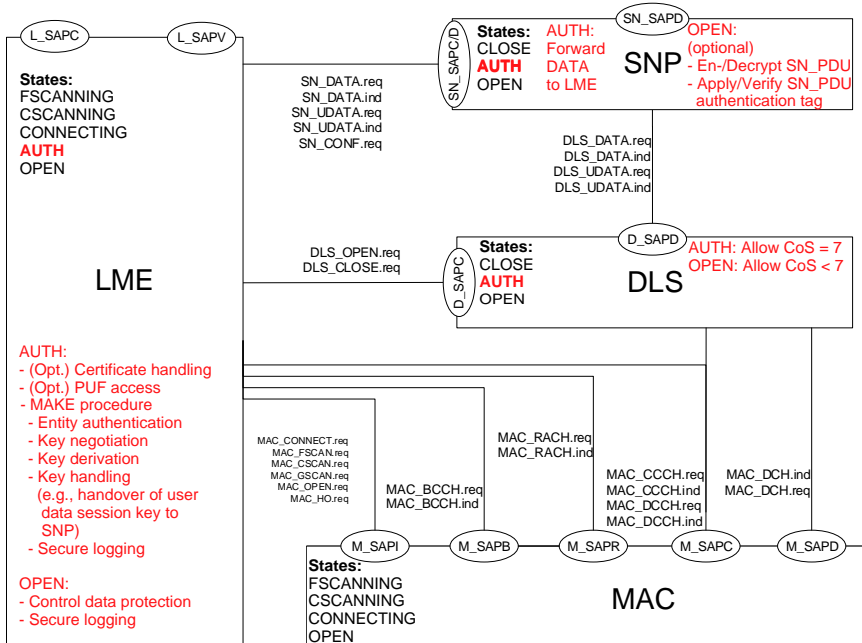 L_SAPC
L_SAPV
States:
FSCANNING
CSCANNING
CONNECTING
AUTH
OPEN
LME
AUTH:
- (Opt.) Certificate handling
- (Opt.) PUF access
- MAKE procedure
- Entity authentication
- Key negotiation
- Key derivation
- Key handling
(e.g., handover of user
data session key to
SNP)
- Secure logging
OPEN:
- Control data protection
- Secure logging
SN_DATA.req
SN_DATA.ind
SN_UDATA.req
SN_UDATA.ind
SN_CONF.req
SN_SAPC/D
SN_SAPD
States:
CLOSE
AUTH
OPEN
AUTH:
Forward
DATA
to LME
SNP
OPEN:
(optional)
- En-/Decrypt SN_PDU
- Apply/Verify SN_PDU
authentication tag
DLS_DATA.req
DLS_DATA.ind
DLS_UDATA.req
DLS_UDATA.ind
DLS_OPEN.req
DLS_CLOSE.req
D_SAPC
D_SAPD
States:
CLOSE
AUTH
OPEN
DLS
AUTH: Allow CoS = 7
OPEN: Allow CoS < 7
MAC_CONNECT.req
MAC_FSCAN.req
MAC_CSCAN.req
MAC_GSCAN.req
MAC_OPEN.req
MAC_HO.req
MAC_BCCH.req
MAC_BCCH.ind
MAC_RACH.req
MAC_RACH.ind
MAC_CCCH.req
MAC_CCCH.ind
MAC_DCCH.req
MAC_DCCH.ind
MAC_DCH.ind
MAC_DCH.req
M_SAPI
M_SAPB
M_SAPR
M_SAPC
M_SAPD
States:
FSCANNING
CSCANNING
CONNECTING
OPEN
MAC